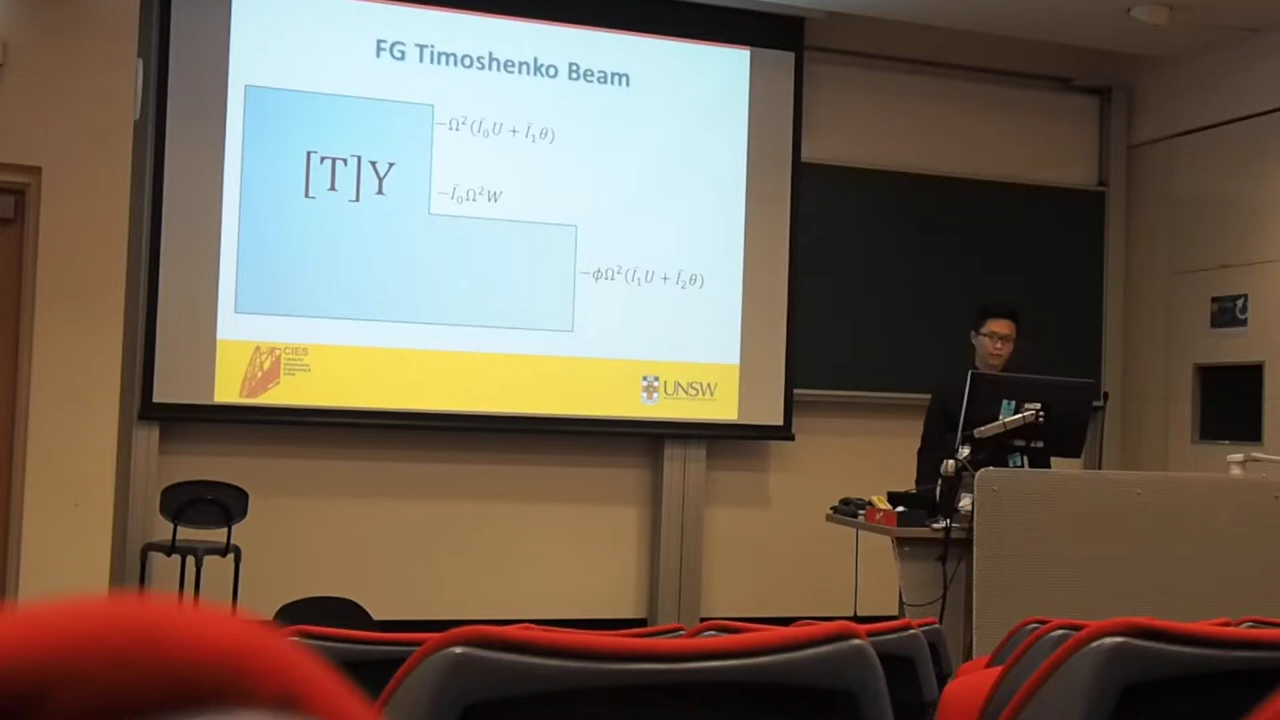 FG Timoshenko Beam
−Ω²(Ī₀U + Ī₁θ)
[T]Y
−Ī₀Ω²W
−ϕΩ²(Ī₁U + Ī₂θ)
CIES
UNSW